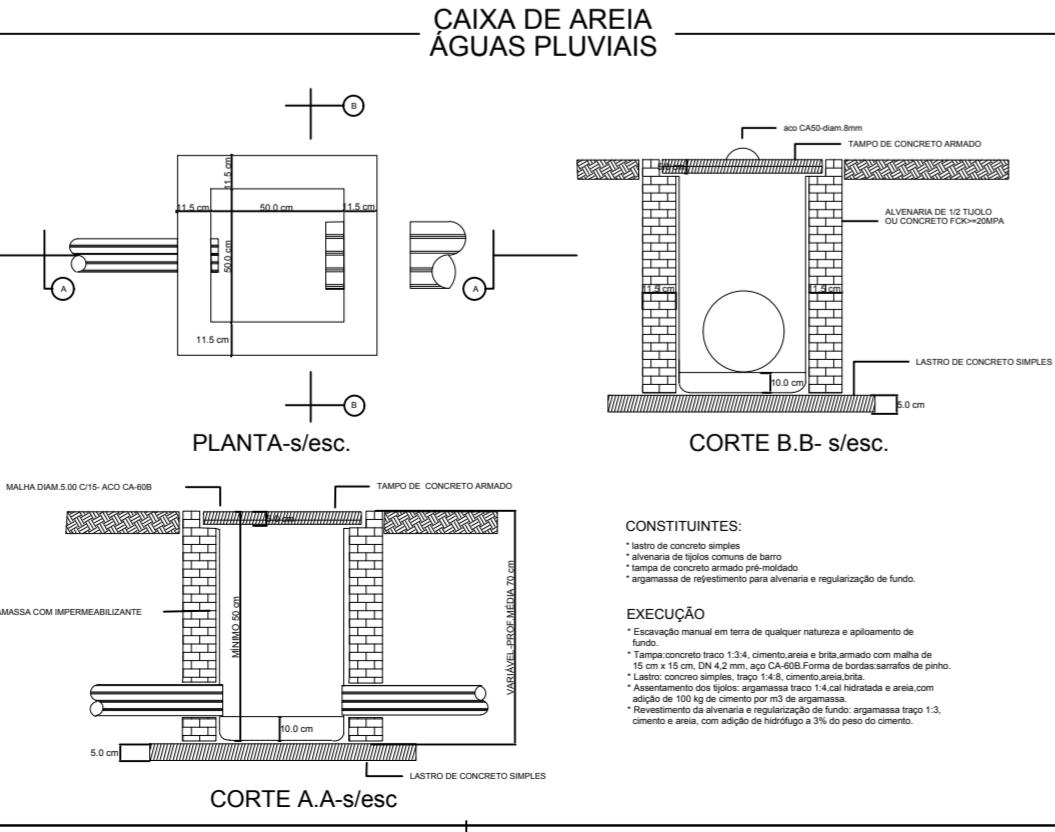 CAIXA DE AREIA
ÁGUAS PLUVIAIS
B
11.5 cm
11.5 cm
50.0 cm
11.5 cm
50.0 cm
A
A
11.5 cm
B
PLANTA-s/esc.
aco CA50-diam.8mm
TAMPO DE CONCRETO ARMADO
5.0 cm
ALVENARIA DE 1/2 TIJOLO
OU CONCRETO FCK>=20MPA
11.5 cm
11.5 cm
LASTRO DE CONCRETO SIMPLES
10.0 cm
5.0 cm
CORTE B.B- s/esc.
MALHA DIAM.5.00 C/15- ACO CA-60B
TAMPO DE CONCRETO ARMADO
5.0 cm
AMASSA COM IMPERMEABILIZANTE
MÍNIMO 50 cm
VARIÁVEL-PROF.MÉDIA 70 cm
10.0 cm
5.0 cm
LASTRO DE CONCRETO SIMPLES
CORTE A.A-s/esc
CONSTITUINTES:
* lastro de concreto simples
* alvenaria de tijolos comuns de barro
* tampa de concreto armado pré-moldado
* argamassa de revestimento para alvenaria e regularização de fundo.
EXECUÇÃO
* Escavação manual em terra de qualquer natureza e apiloamento de
fundo.
* Tampa:concreto traco 1:3:4, cimento,areia e brita,armado com malha de
15 cm x 15 cm, DN 4,2 mm, aço CA-60B.Forma de bordas:sarrafos de pinho.
* Lastro: concreo simples, traço 1:4:8, cimento,areia,brita.
* Assentamento dos tijolos: argamassa traco 1:4,cal hidratada e areia,com
adição de 100 kg de cimento por m3 de argamassa.
* Revestimento da alvenaria e regularização de fundo: argamassa traço 1:3,
cimento e areia, com adição de hidrófugo a 3% do peso do cimento.